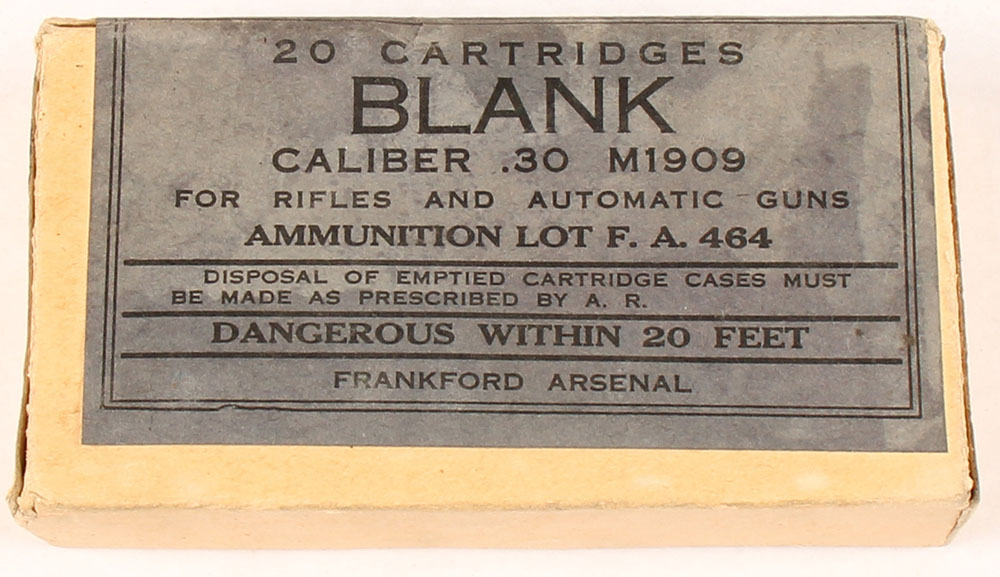 20 CARTRIDGES
BLANK
CALIBER .30 M1909
FOR RIFLES AND AUTOMATIC GUNS
AMMUNITION LOT F. A. 464
DISPOSAL OF EMPTIED CARTRIDGE CASES MUST
BE MADE AS PRESCRIBED BY A. R.
DANGEROUS WITHIN 20 FEET
FRANKFORD ARSENAL